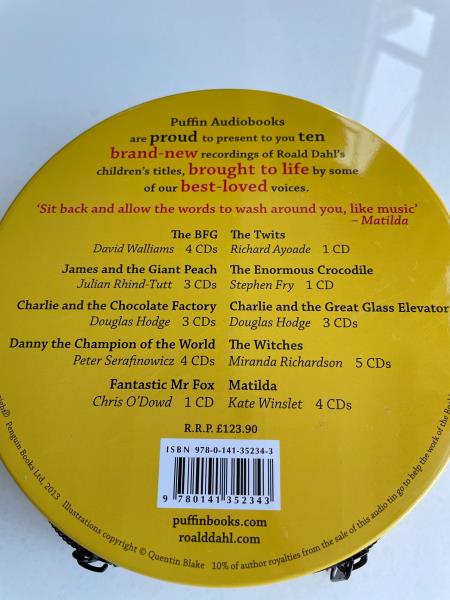 Puffin Audiobooks
are proud to present to you ten
brand-new recordings of Roald Dahl's
children's titles, brought to life by some
of our best-loved voices.
'Sit back and allow the words to wash around you, like music'
– Matilda
The BFG
David Walliams 4 CDs
The Twits
Richard Ayoade 1 CD
James and the Giant Peach
Julian Rhind-Tutt 3 CDs
The Enormous Crocodile
Stephen Fry 1 CD
Charlie and the Chocolate Factory
Douglas Hodge 3 CDs
Charlie and the Great Glass Elevator
Douglas Hodge 3 CDs
Danny the Champion of the World
Peter Serafinowicz 4 CDs
The Witches
Miranda Richardson 5 CDs
Fantastic Mr Fox
Chris O'Dowd 1 CD
Matilda
Kate Winslet 4 CDs
R.R.P. £123.90
ISBN 978-0-141-35234-3
9 780141 352343
puffinbooks.com
roalddahl.com
Penguin Books Ltd, 2013
Illustrations copyright © Quentin Blake
10% of author royalties from the sale of this audio tin go to help the work of the